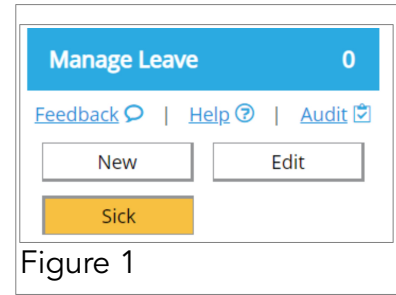 Manage Leave 0
Feedback | Help | Audit
New Edit
Sick
Figure 1